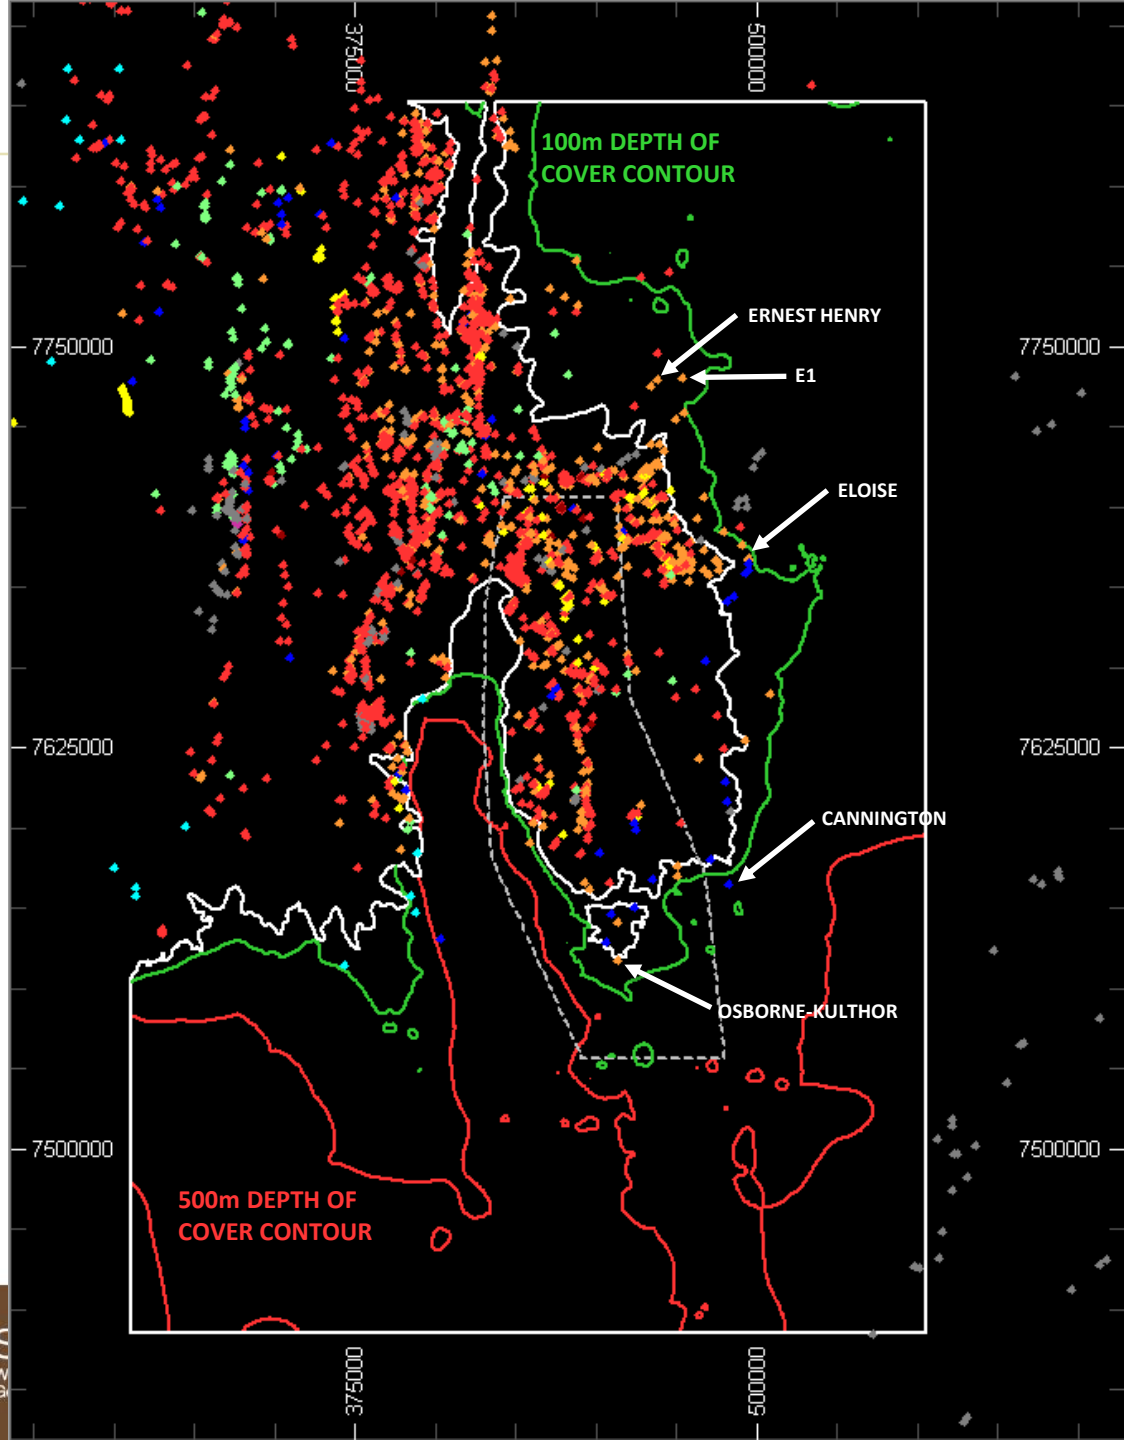 375000
500000
100m DEPTH OF
COVER CONTOUR
ERNEST HENRY
7750000
7750000
E1
ELOISE
7625000
7625000
CANNINGTON
OSBORNE-KULTHOR
7500000
7500000
500m DEPTH OF
COVER CONTOUR
375000
500000